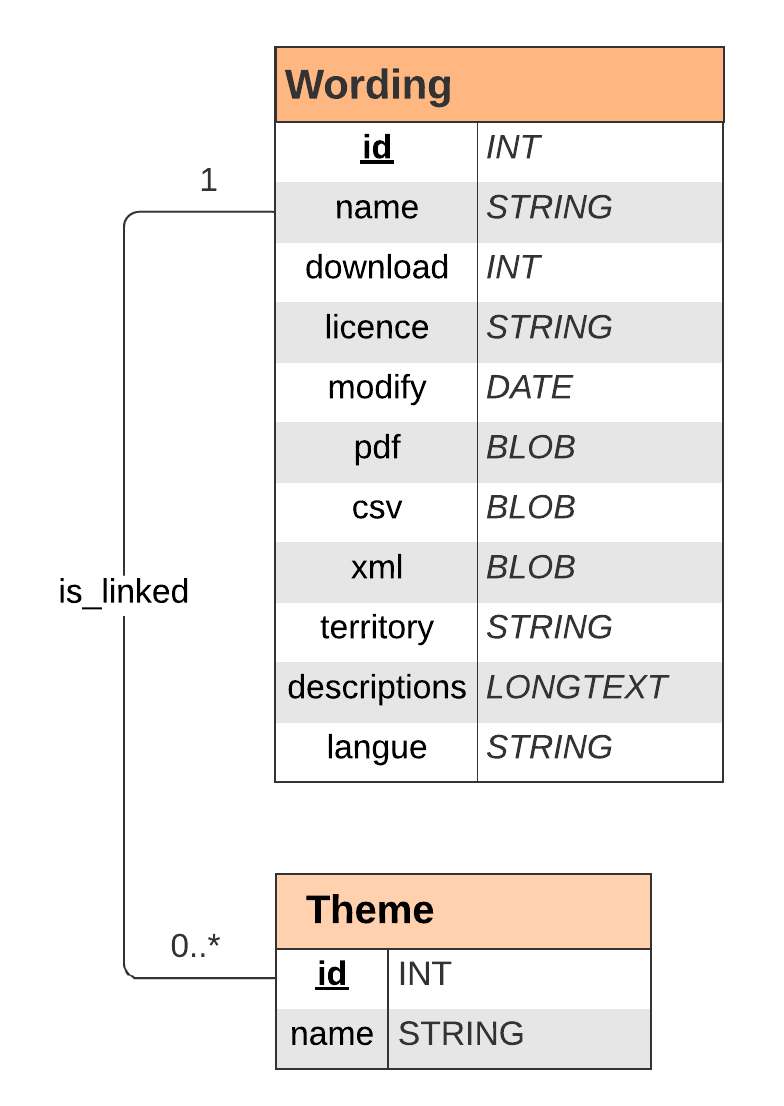 Wording
id INT
1
name STRING
download INT
licence STRING
modify DATE
pdf BLOB
csv BLOB
xml BLOB
is_linked
territory STRING
descriptions LONGTEXT
langue STRING
Theme
0..*
id INT
name STRING